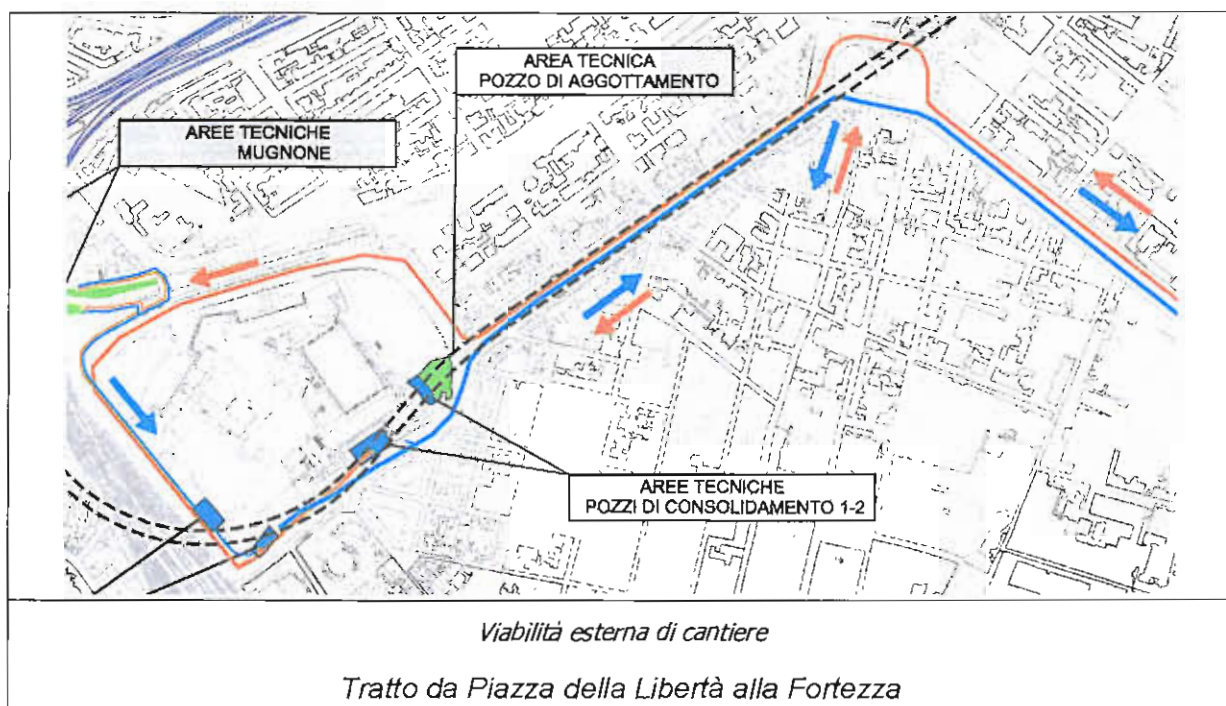 AREA TECNICA
POZZO DI AGGOTTAMENTO
AREE TECNICHE
MUGNONE
AREE TECNICHE
POZZI DI CONSOLIDAMENTO 1-2
Viabilità esterna di cantiere
Tratto da Piazza della Libertà alla Fortezza